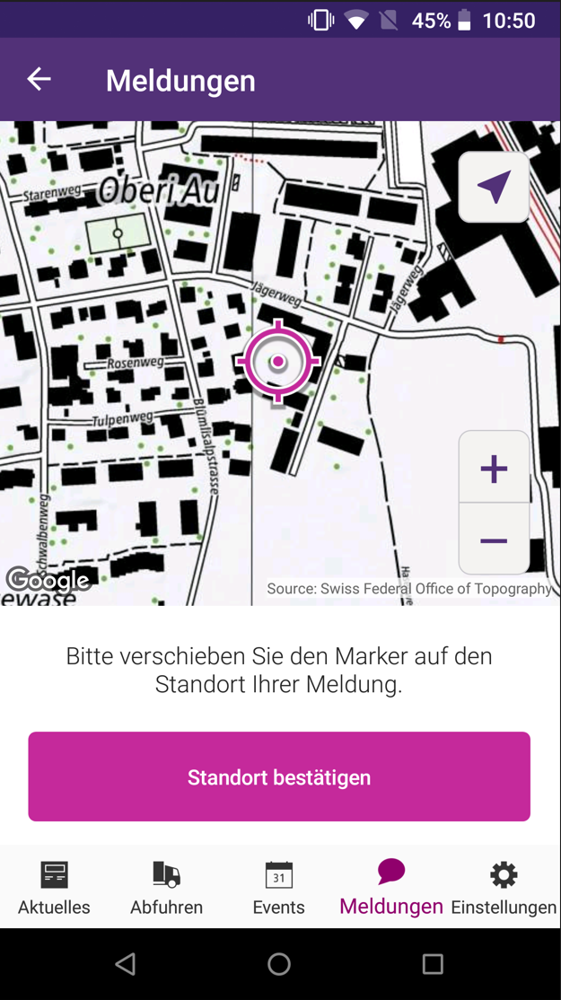 45% 10:50
Meldungen
Starenweg
Oberi Au
Jägerweg
Jägerweg
Rosenweg
Tulpenweg
Blümlisalpstrasse
Schwalbenweg
Google
Source: Swiss Federal Office of Topography
Bitte verschieben Sie den Marker auf den
Standort Ihrer Meldung.
Standort bestätigen
31
Aktuelles Abfuhren Events Meldungen Einstellungen